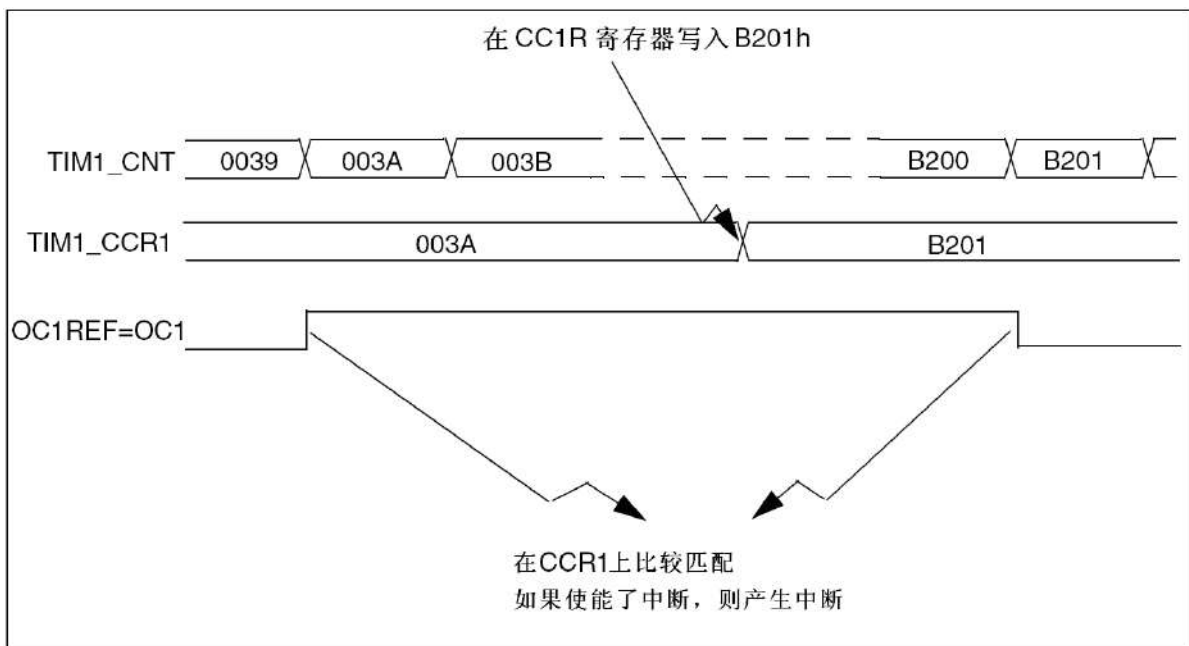 在 CC1R 寄存器写入 B201h
TIM1_CNT 0039 003A 003B B200 B201
TIM1_CCR1 003A B201
OC1REF=OC1
在CCR1上比较匹配
如果使能了中断，则产生中断